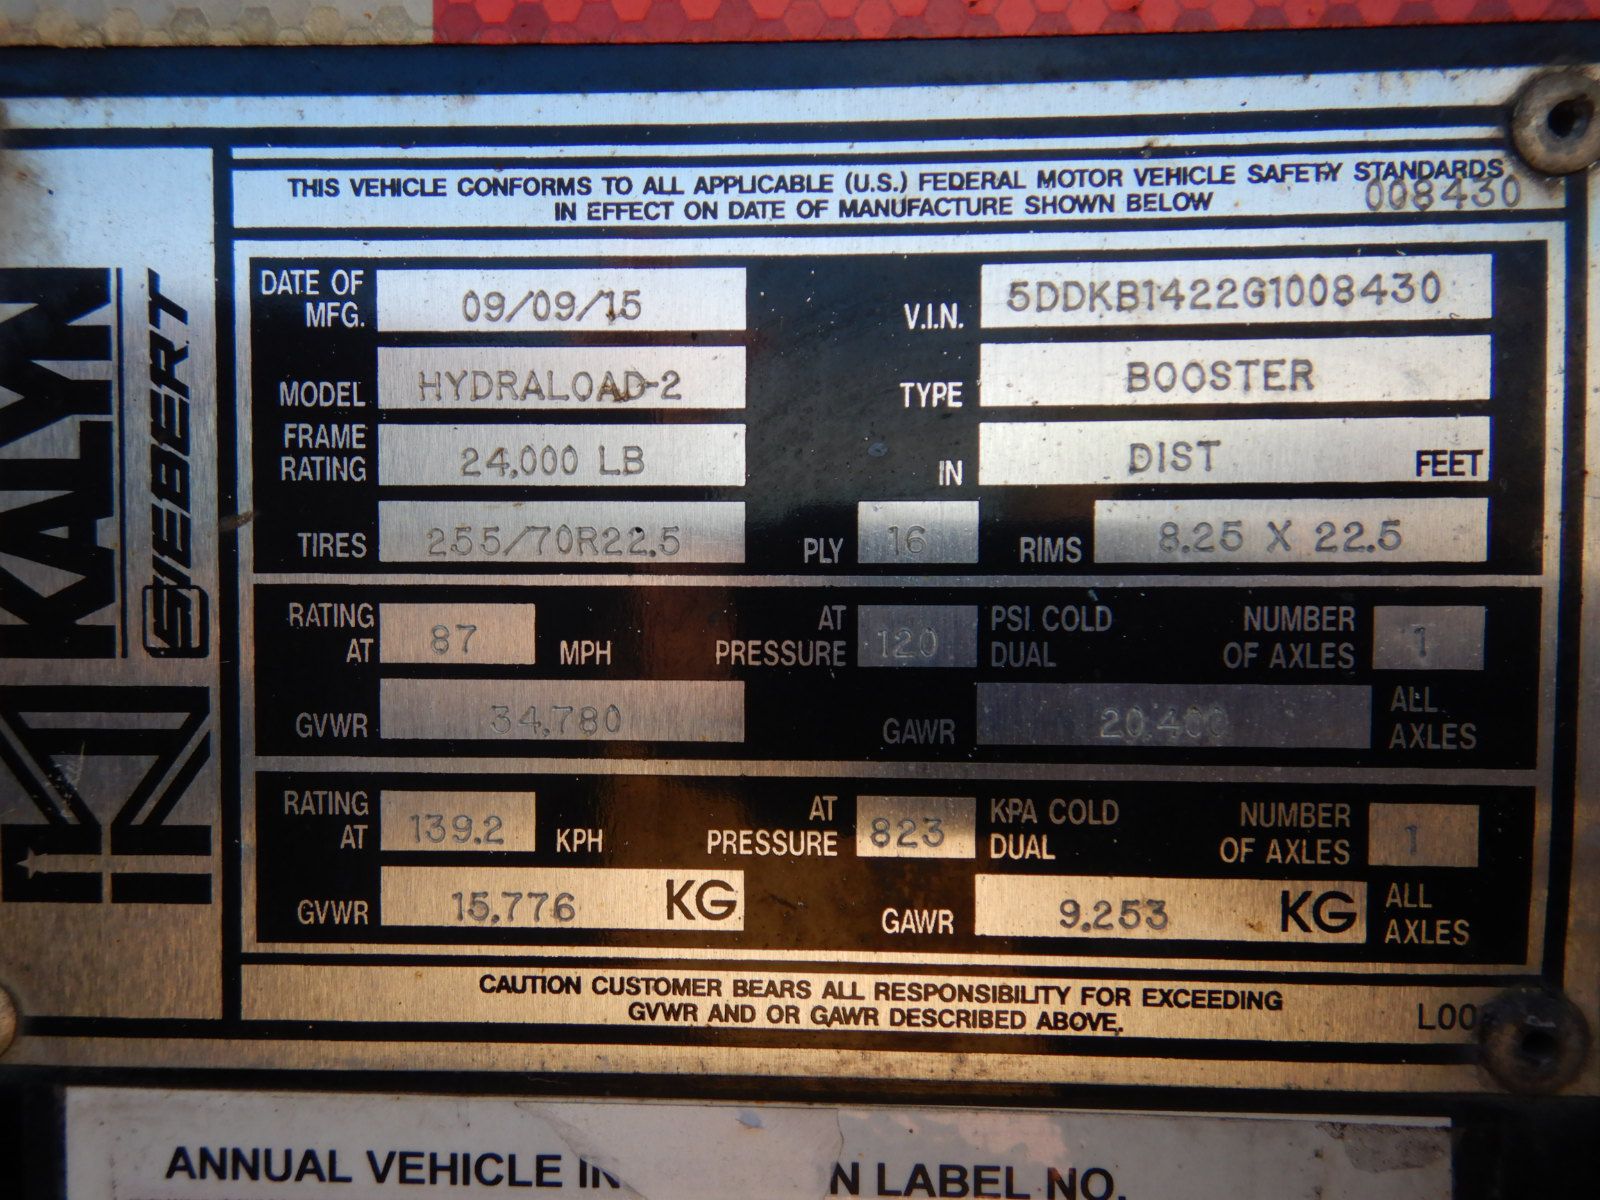 THIS VEHICLE CONFORMS TO ALL APPLICABLE (U.S.) FEDERAL MOTOR VEHICLE SAFETY STANDARDS
IN EFFECT ON DATE OF MANUFACTURE SHOWN BELOW 008430
KALYN
SIEBERT
DATE OF MFG. 09/09/15 V.I.N. 5DDKB1422G1008430
MODEL HYDRALOAD-2 TYPE BOOSTER
FRAME RATING 24,000 LB IN DIST FEET
TIRES 255/70R22.5 PLY 16 RIMS 8.25 X 22.5
RATING AT 87 MPH AT PRESSURE 120 PSI COLD DUAL NUMBER OF AXLES 1
GVWR 34,780 GAWR 20,400 ALL AXLES
RATING AT 139.2 KPH AT PRESSURE 823 KPA COLD DUAL NUMBER OF AXLES 1
GVWR 15,776 KG GAWR 9,253 KG ALL AXLES
CAUTION CUSTOMER BEARS ALL RESPONSIBILITY FOR EXCEEDING
GVWR AND OR GAWR DESCRIBED ABOVE. L00
ANNUAL VEHICLE LABEL NO.